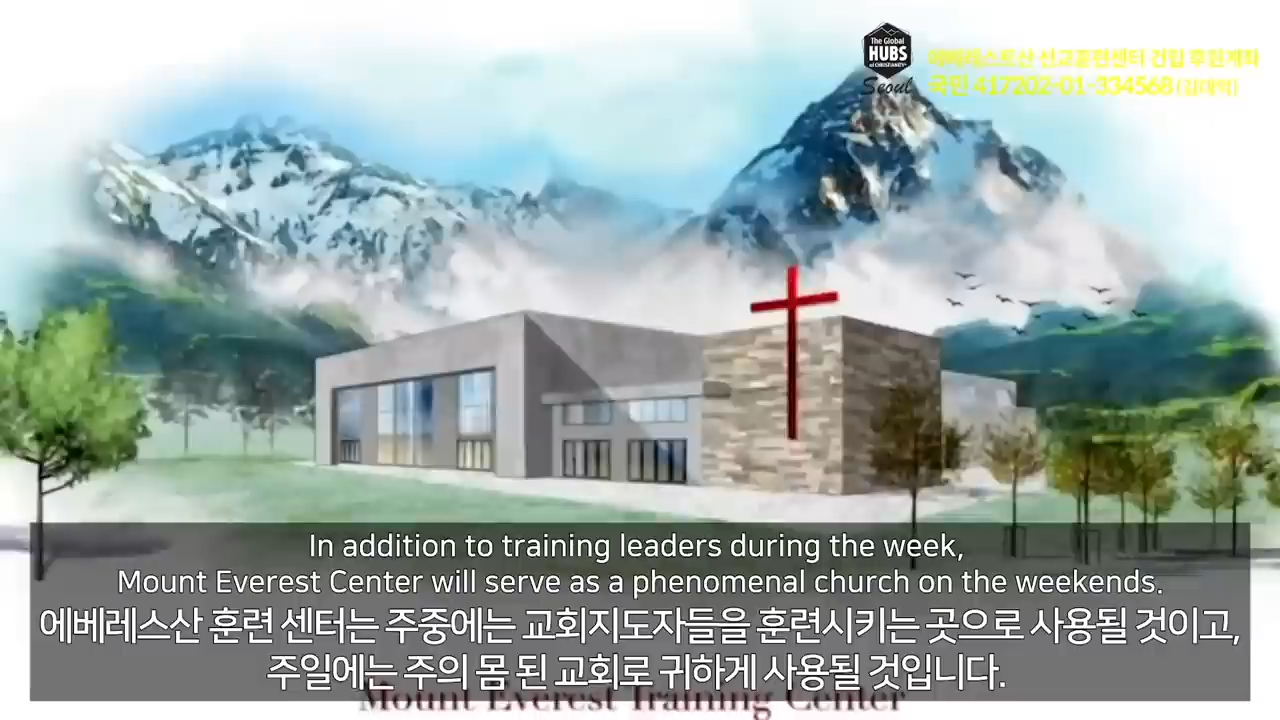 The Global
HUBS
of CHRISTIANITY
Seoul
에베레스트산 선교훈련센터 건립 후원계좌
국민 417202-01-334568
In addition to training leaders during the week,
Mount Everest Center will serve as a phenomenal church on the weekends.
에베레스산 훈련 센터는 주중에는 교회지도자들을 훈련시키는 곳으로 사용될 것이고,
주일에는 주의 몸 된 교회로 귀하게 사용될 것입니다.
Mount Everest Training Center